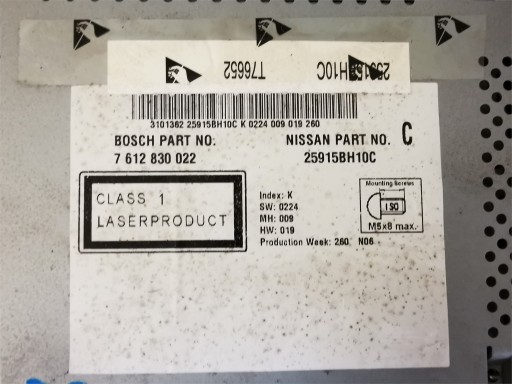 T76652 25915BH10C
3101362 25915BH10C K 0224 009 019 260
BOSCH PART NO.
7 612 830 022
NISSAN PART NO. C
25915BH10C
CLASS 1
LASERPRODUCT
Index: K
SW: 0224
MH: 009
HW: 019
Production Week: 260 N06
Mounting Screws
ISO
M5x8 max.